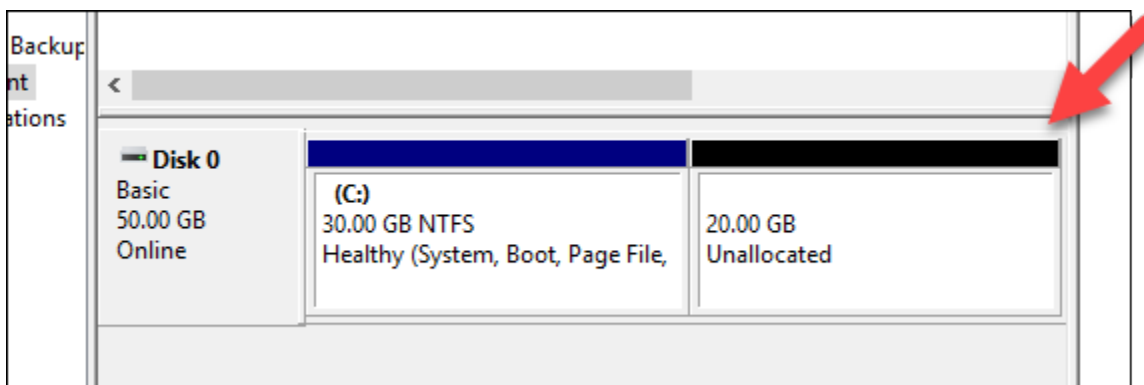 Backup
nt
ations
Disk 0
Basic
50.00 GB
Online
(C:)
30.00 GB NTFS
Healthy (System, Boot, Page File,
20.00 GB
Unallocated